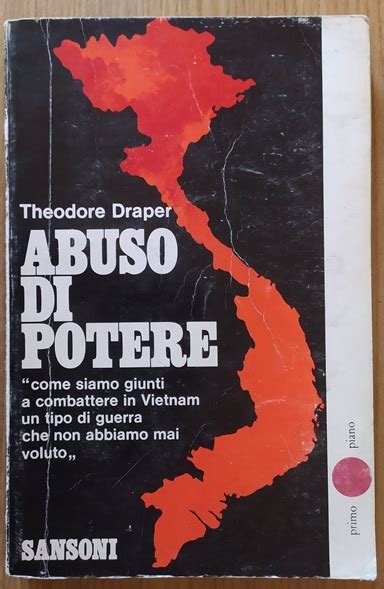 Theodore Draper
ABUSO
DI
POTERE
“come siamo giunti
a combattere in Vietnam
un tipo di guerra
che non abbiamo mai
voluto„
SANSONI
primo piano